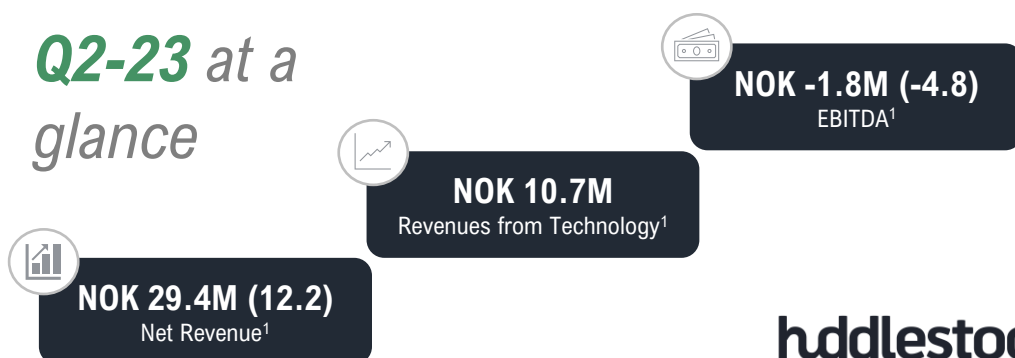 Q2-23 at a
glance
NOK -1.8M (-4.8)
EBITDA¹
NOK 10.7M
Revenues from Technology¹
NOK 29.4M (12.2)
Net Revenue¹